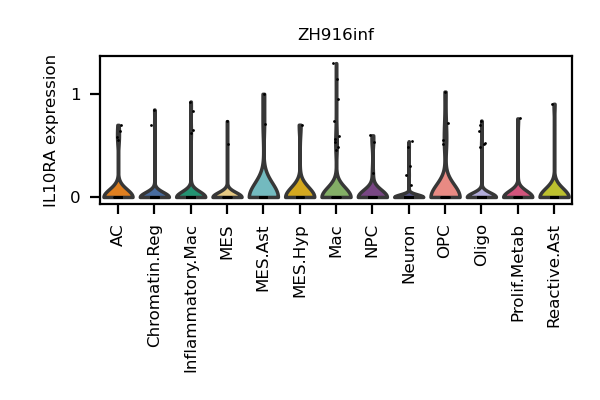 ZH916inf
IL10RA expression
1
0
AC
Chromatin.Reg
Inflammatory.Mac
MES
MES.Ast
MES.Hyp
Mac
NPC
Neuron
OPC
Oligo
Prolif.Metab
Reactive.Ast